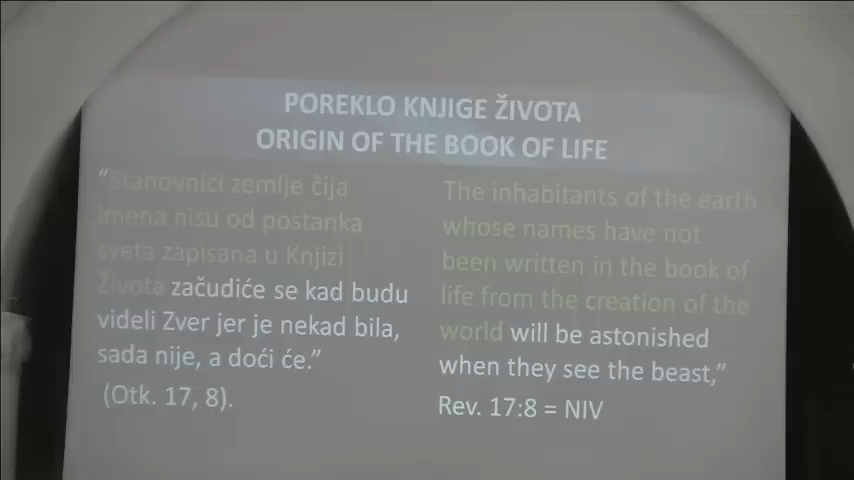 POREKLO KNJIGE ŽIVOTA
ORIGIN OF THE BOOK OF LIFE
“Stanovnici zemlje čija
imena nisu od postanka
sveta zapisana u Knjizi
Života začudiće se kad budu
videli Zver jer je nekad bila,
sada nije, a doći će.”
(Otk. 17, 8).
The inhabitants of the earth
whose names have not
been written in the book of
life from the creation of the
world will be astonished
when they see the beast,”
Rev. 17:8 = NIV